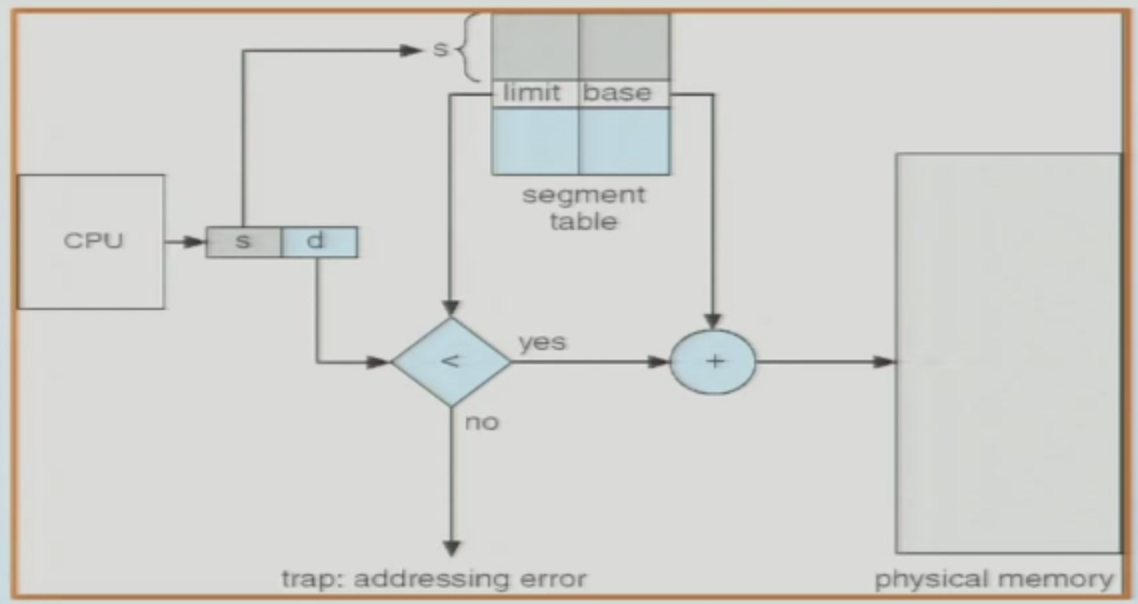 s
limit base
segment
table
CPU
s d
yes
<
+
no
trap: addressing error
physical memory